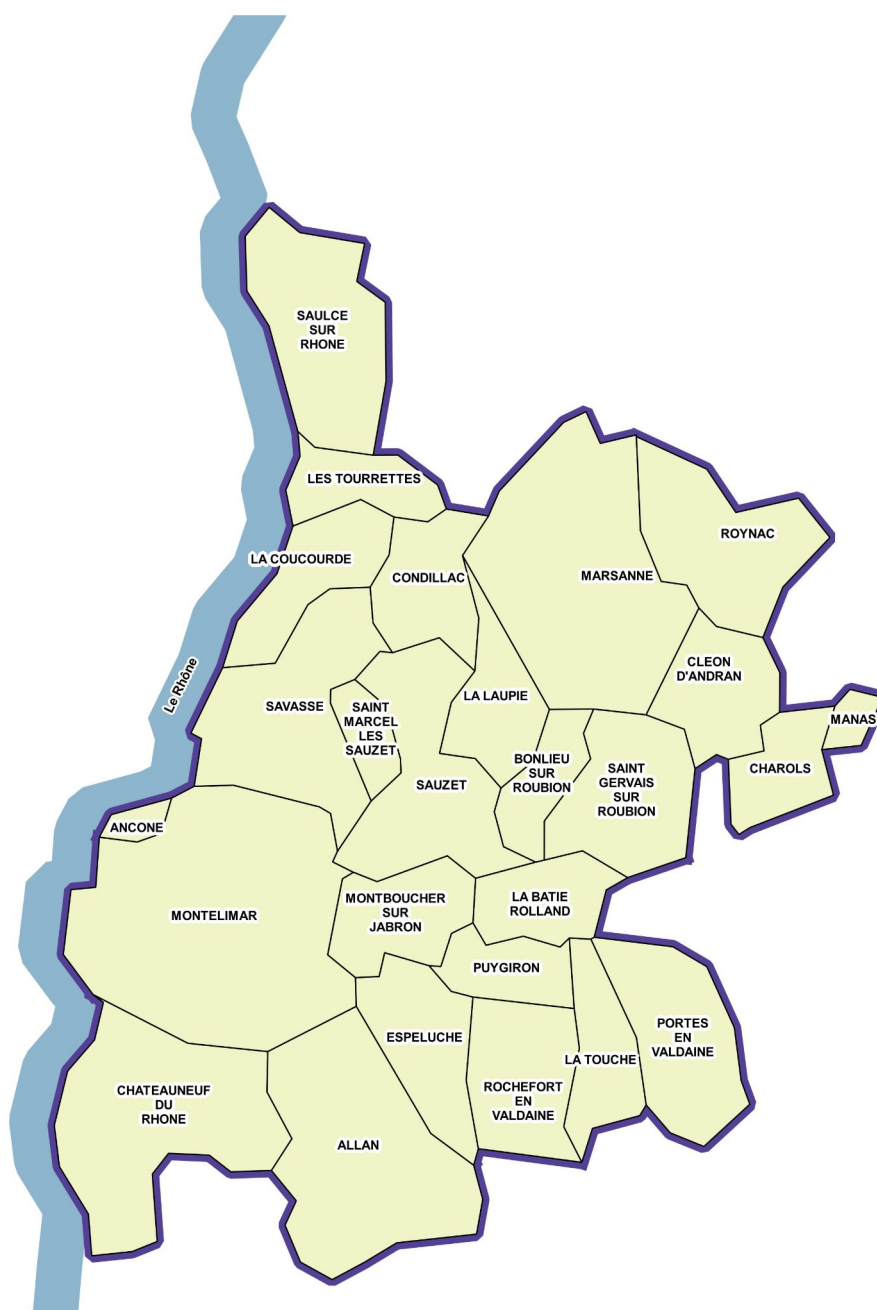 SAULCE
SUR
RHONE
LES TOURRETTES
ROYNAC
LA COUCOURDE
CONDILLAC
MARSANNE
CLEON
D'ANDRAN
Le Rhône
LA LAUPIE
SAVASSE
SAINT
MARCEL
LES
SAUZET
MANAS
BONLIEU
SUR
ROUBION
SAINT
GERVAIS
SUR
ROUBION
CHAROLS
SAUZET
ANCONE
MONTELIMAR
MONTBOUCHER
SUR
JABRON
LA BATIE
ROLLAND
PUYGIRON
ESPELUCHE
PORTES
EN
VALDAINE
LA TOUCHE
ROCHEFORT
EN
VALDAINE
CHATEAUNEUF
DU
RHONE
ALLAN